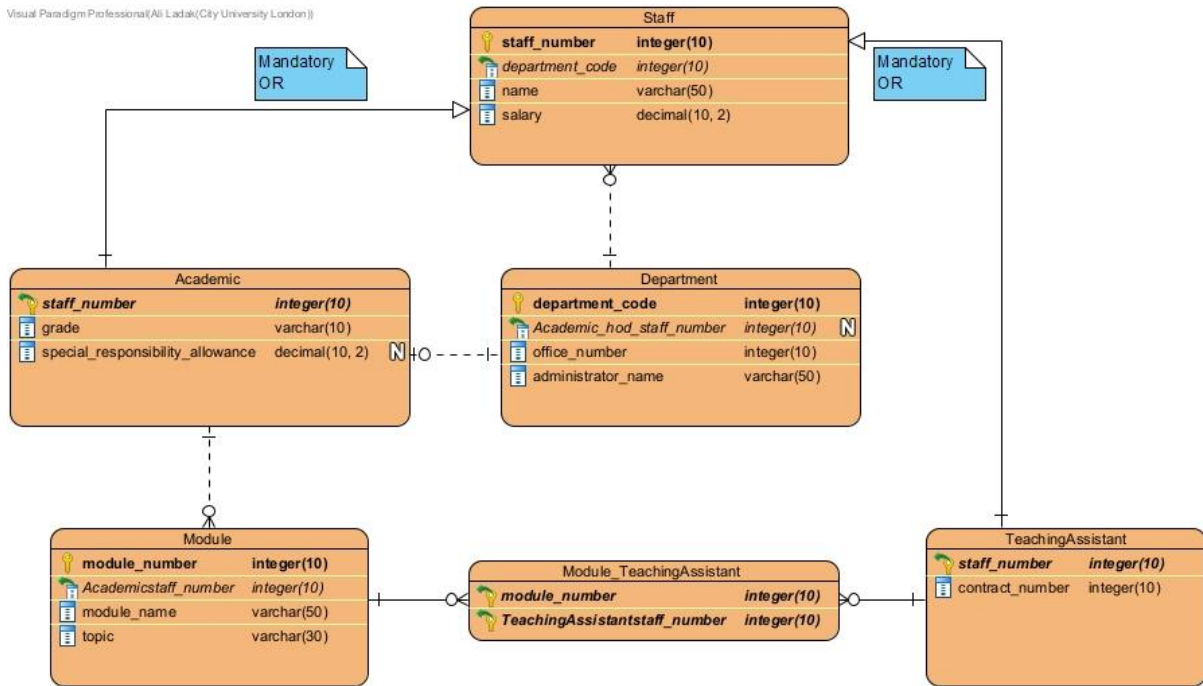 Visual Paradigm Professional(Ali Ladak(City University London))
Staff
staff_number integer(10)
department_code integer(10)
name varchar(50)
salary decimal(10, 2)
Mandatory
OR
Mandatory
OR
Academic
staff_number integer(10)
grade varchar(10)
special_responsibility_allowance decimal(10, 2) N
Department
department_code integer(10)
Academic_hod_staff_number integer(10) N
office_number integer(10)
administrator_name varchar(50)
Module
module_number integer(10)
Academicstaff_number integer(10)
module_name varchar(50)
topic varchar(30)
Module_TeachingAssistant
module_number integer(10)
TeachingAssistantstaff_number integer(10)
TeachingAssistant
staff_number integer(10)
contract_number integer(10)